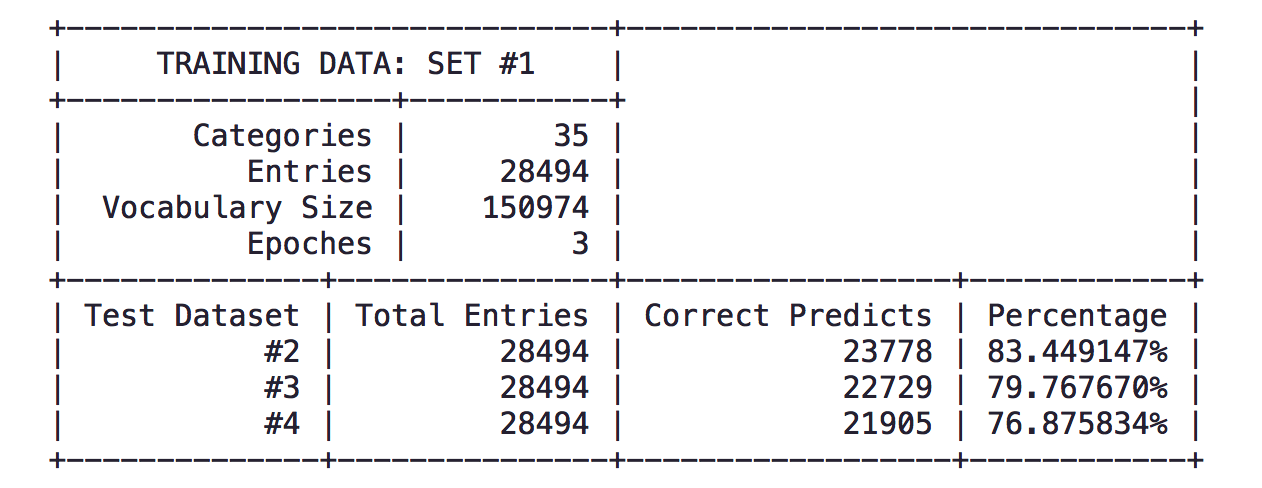 TRAINING DATA: SET #1
Categories | 35
Entries | 28494
Vocabulary Size | 150974
Epoches | 3
Test Dataset | Total Entries | Correct Predicts | Percentage
#2 | 28494 | 23778 | 83.449147%
#3 | 28494 | 22729 | 79.767670%
#4 | 28494 | 21905 | 76.875834%